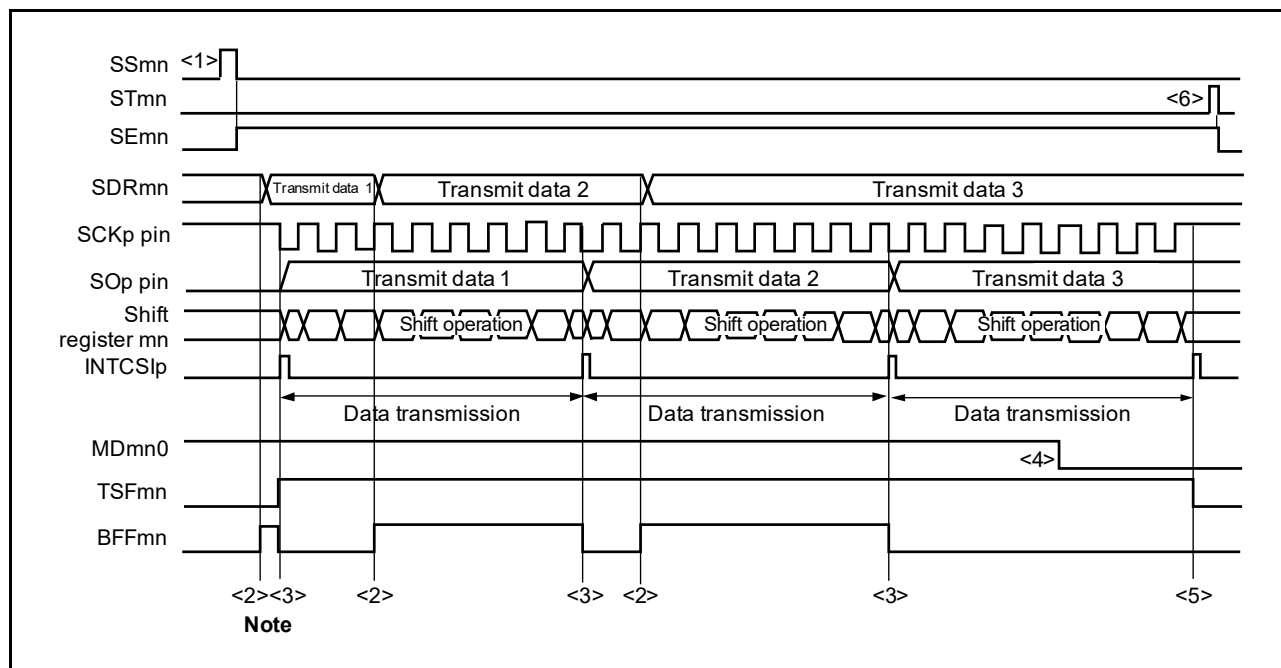 SSmn <1>
STmn <6>
SEmn
SDRmn Transmit data 1 Transmit data 2 Transmit data 3
SCKp pin
SOp pin Transmit data 1 Transmit data 2 Transmit data 3
Shift
register mn Shift operation Shift operation Shift operation
INTCSIp
Data transmission Data transmission Data transmission
MDmn0 <4>
TSFmn
BFFmn
<2> <3> <2> <3> <2> <3> <5>
Note